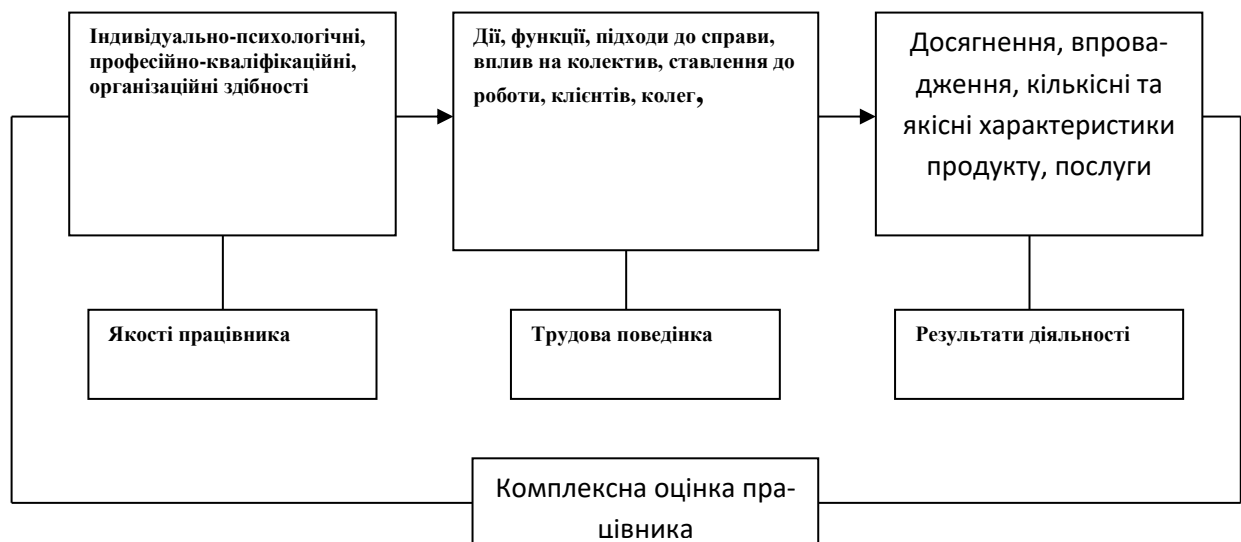 Індивідуально-психологічні,
професійно-кваліфікаційні,
організаційні здібності
Дії, функції, підходи до справи,
вплив на колектив, ставлення до
роботи, клієнтів, колег,
Досягнення, впрова-
дження, кількісні та
якісні характеристики
продукту, послуги
Якості працівника
Трудова поведінка
Результати діяльності
Комплексна оцінка пра-
цівника